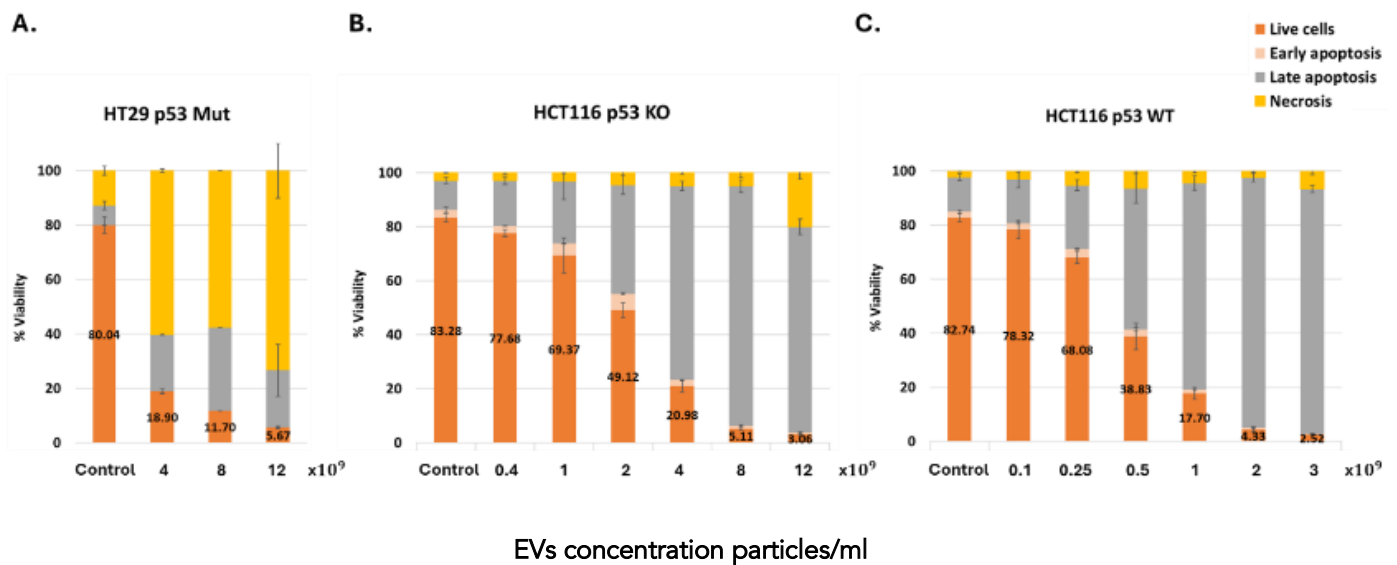 A.
B.
C.
Live cells
Early apoptosis
Late apoptosis
Necrosis
HT29 p53 Mut
100
80
60
40
20
0
% Viability
80.04
18.90
11.70
5.67
Control 4 8 12 x10⁹
HCT116 p53 KO
100
80
60
40
20
0
% Viability
83.28
77.68
69.37
49.12
20.98
5.11
3.06
Control 0.4 1 2 4 8 12 x10⁹
HCT116 p53 WT
100
80
60
40
20
0
% Viability
82.74
78.32
68.08
38.83
17.70
4.33
2.52
Control 0.1 0.25 0.5 1 2 3 x10⁹
EVs concentration particles/ml